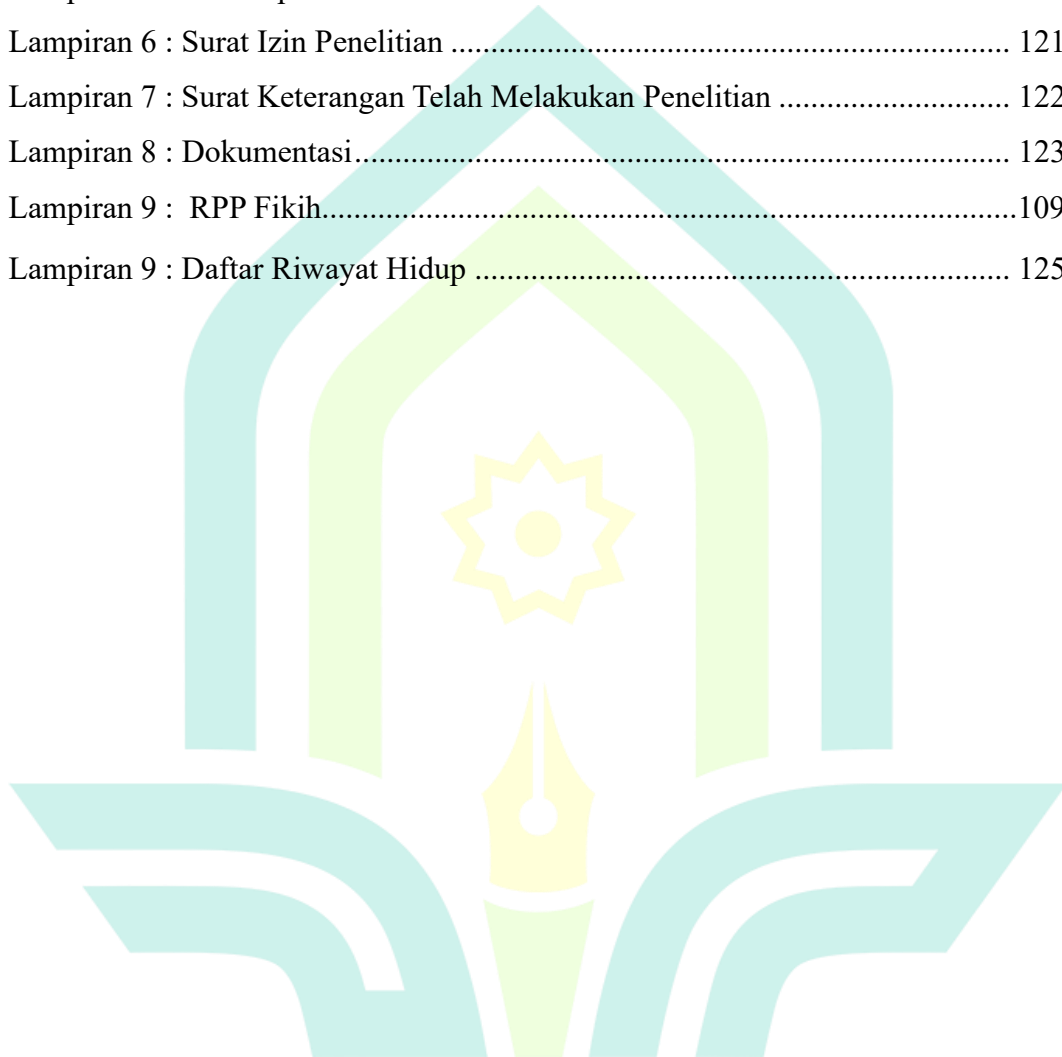 Lampiran 6 : Surat Izin Penelitian ..................................................................... 121
Lampiran 7 : Surat Keterangan Telah Melakukan Penelitian ............................ 122
Lampiran 8 : Dokumentasi................................................................................ 123
Lampiran 9 :  RPP Fikih.....................................................................................109
Lampiran 9 : Daftar Riwayat Hidup .................................................................. 125